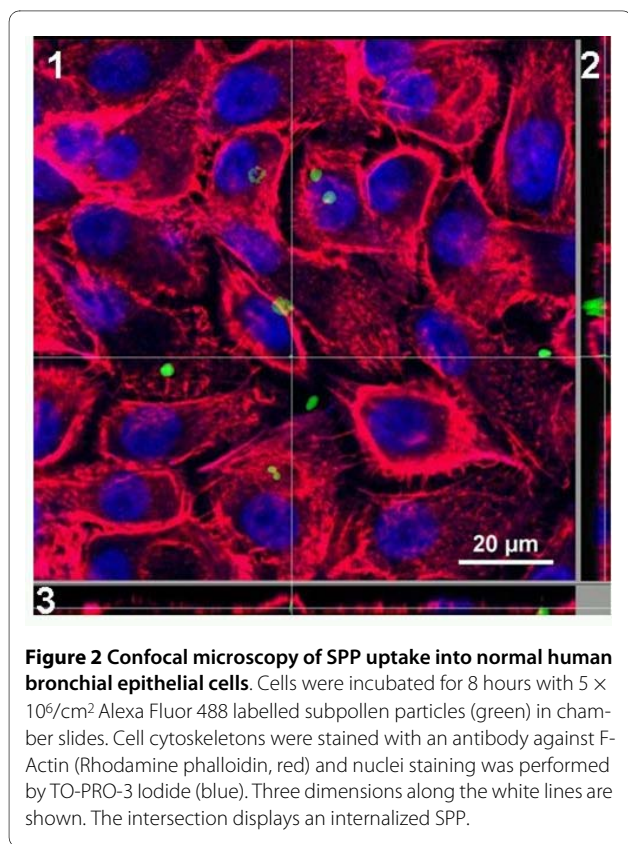 1
2
20 µm
3
Figure 2 Confocal microscopy of SPP uptake into normal human
bronchial epithelial cells. Cells were incubated for 8 hours with 5 ×
10⁶/cm² Alexa Fluor 488 labelled subpollen particles (green) in cham-
ber slides. Cell cytoskeletons were stained with an antibody against F-
Actin (Rhodamine phalloidin, red) and nuclei staining was performed
by TO-PRO-3 Iodide (blue). Three dimensions along the white lines are
shown. The intersection displays an internalized SPP.